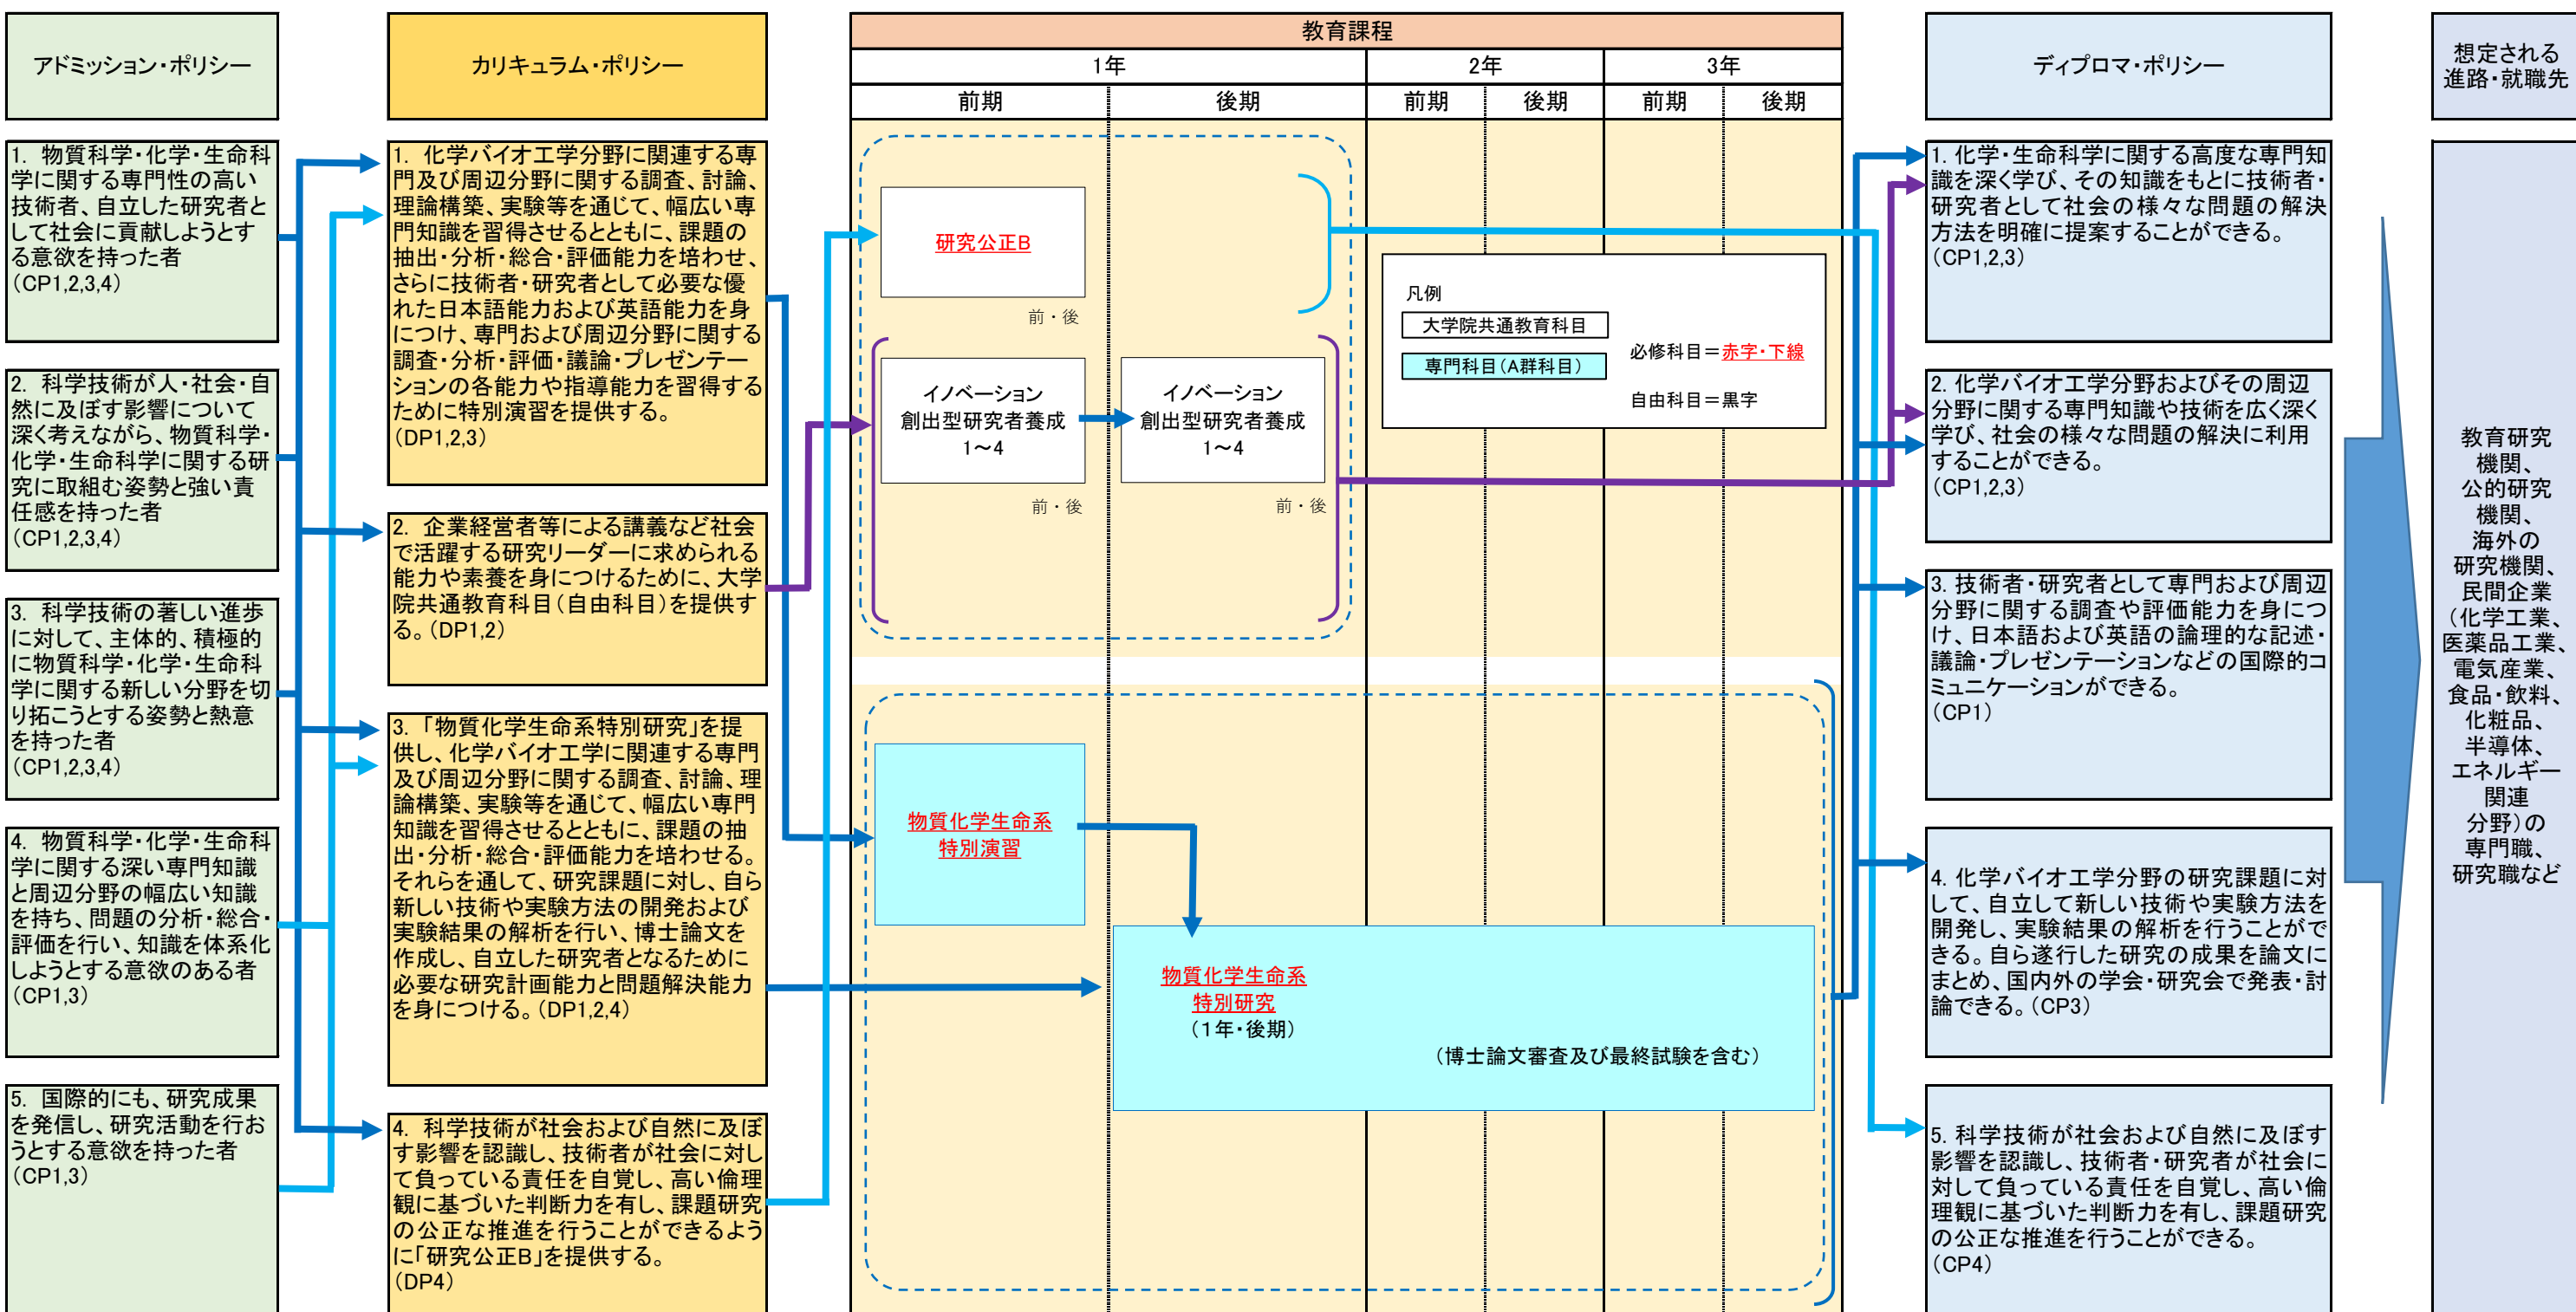 アドミッション・ポリシー
1. 物質科学・化学・生命科
学に関する専門性の高い
技術者、自立した研究者と
して社会に貢献しようとす
る意欲を持った者
(CP1,2,3,4)
2. 科学技術が人・社会・自
然に及ぼす影響について
深く考えながら、物質科学・
化学・生命科学に関する研
究に取組む姿勢と強い責
任感を持った者
(CP1,2,3,4)
3. 科学技術の著しい進歩
に対して、主体的、積極的
に物質科学・化学・生命科
学に関する新しい分野を切
り拓こうとする姿勢と熱意
を持った者
(CP1,2,3,4)
4. 物質科学・化学・生命科
学に関する深い専門知識
と周辺分野の幅広い知識
を持ち、問題の分析・総合・
評価を行い、知識を体系化
しようとする意欲のある者
(CP1,3)
5. 国際的にも、研究成果
を発信し、研究活動を行お
うとする意欲を持った者
(CP1,3)
カリキュラム・ポリシー
1. 化学バイオ工学分野に関連する専
門及び周辺分野に関する調査、討論、
理論構築、実験等を通じて、幅広い専
門知識を習得させるとともに、課題の
抽出・分析・総合・評価能力を培わせ、
さらに技術者・研究者として必要な優
れた日本語能力および英語能力を身
につけ、専門および周辺分野に関する
調査・分析・評価・議論・プレゼンテー
ションの各能力や指導能力を習得する
ために特別演習を提供する。
(DP1,2,3)
2. 企業経営者等による講義など社会
で活躍する研究リーダーに求められる
能力や素養を身につけるために、大学
院共通教育科目(自由科目)を提供す
る。(DP1,2)
3. 「物質化学生命系特別研究」を提
供し、化学バイオ工学に関連する専門
及び周辺分野に関する調査、討論、理
論構築、実験等を通じて、幅広い専門
知識を習得させるとともに、課題の抽
出・分析・総合・評価能力を培わせる。
それらを通して、研究課題に対し、自ら
新しい技術や実験方法の開発および
実験結果の解析を行い、博士論文を
作成し、自立した研究者となるために
必要な研究計画能力と問題解決能力
を身につける。(DP1,2,4)
4. 科学技術が社会および自然に及ぼ
す影響を認識し、技術者が社会に対し
て負っている責任を自覚し、高い倫理
観に基づいた判断力を有し、課題研究
の公正な推進を行うことができるよう
に「研究公正B」を提供する。
(DP4)
教育課程
1年
2年
3年
前期
後期
前期
後期
前期
後期
研究公正B
前・後
イノベーション
創出型研究者養成
1～4
前・後
イノベーション
創出型研究者養成
1～4
前・後
凡例
大学院共通教育科目
専門科目(A群科目)
必修科目＝赤字・下線
自由科目＝黒字
物質化学生命系
特別演習
物質化学生命系
特別研究
(1年・後期)
(博士論文審査及び最終試験を含む)
ディプロマ・ポリシー
1. 化学・生命科学に関する高度な専門知
識を深く学び、その知識をもとに技術者・
研究者として社会の様々な問題の解決
方法を明確に提案することができる。
(CP1,2,3)
2. 化学バイオ工学分野およびその周辺
分野に関する専門知識や技術を広く深く
学び、社会の様々な問題の解決に利用
することができる。
(CP1,2,3)
3. 技術者・研究者として専門および周辺
分野に関する調査や評価能力を身につ
け、日本語および英語の論理的な記述・
議論・プレゼンテーションなどの国際的コ
ミュニケーションができる。
(CP1)
4. 化学バイオ工学分野の研究課題に対
して、自立して新しい技術や実験方法を
開発し、実験結果の解析を行うことがで
きる。自ら遂行した研究の成果を論文に
まとめ、国内外の学会・研究会で発表・討
論できる。(CP3)
5. 科学技術が社会および自然に及ぼす
影響を認識し、技術者・研究者が社会に
対して負っている責任を自覚し、高い倫
理観に基づいた判断力を有し、課題研究
の公正な推進を行うことができる。
(CP4)
想定される
進路・就職先
教育研究
機関、
公的研究
機関、
海外の
研究機関、
民間企業
(化学工業、
医薬品工業、
電気産業、
食品・飲料、
化粧品、
半導体、
エネルギー
関連
分野)の
専門職、
研究職など